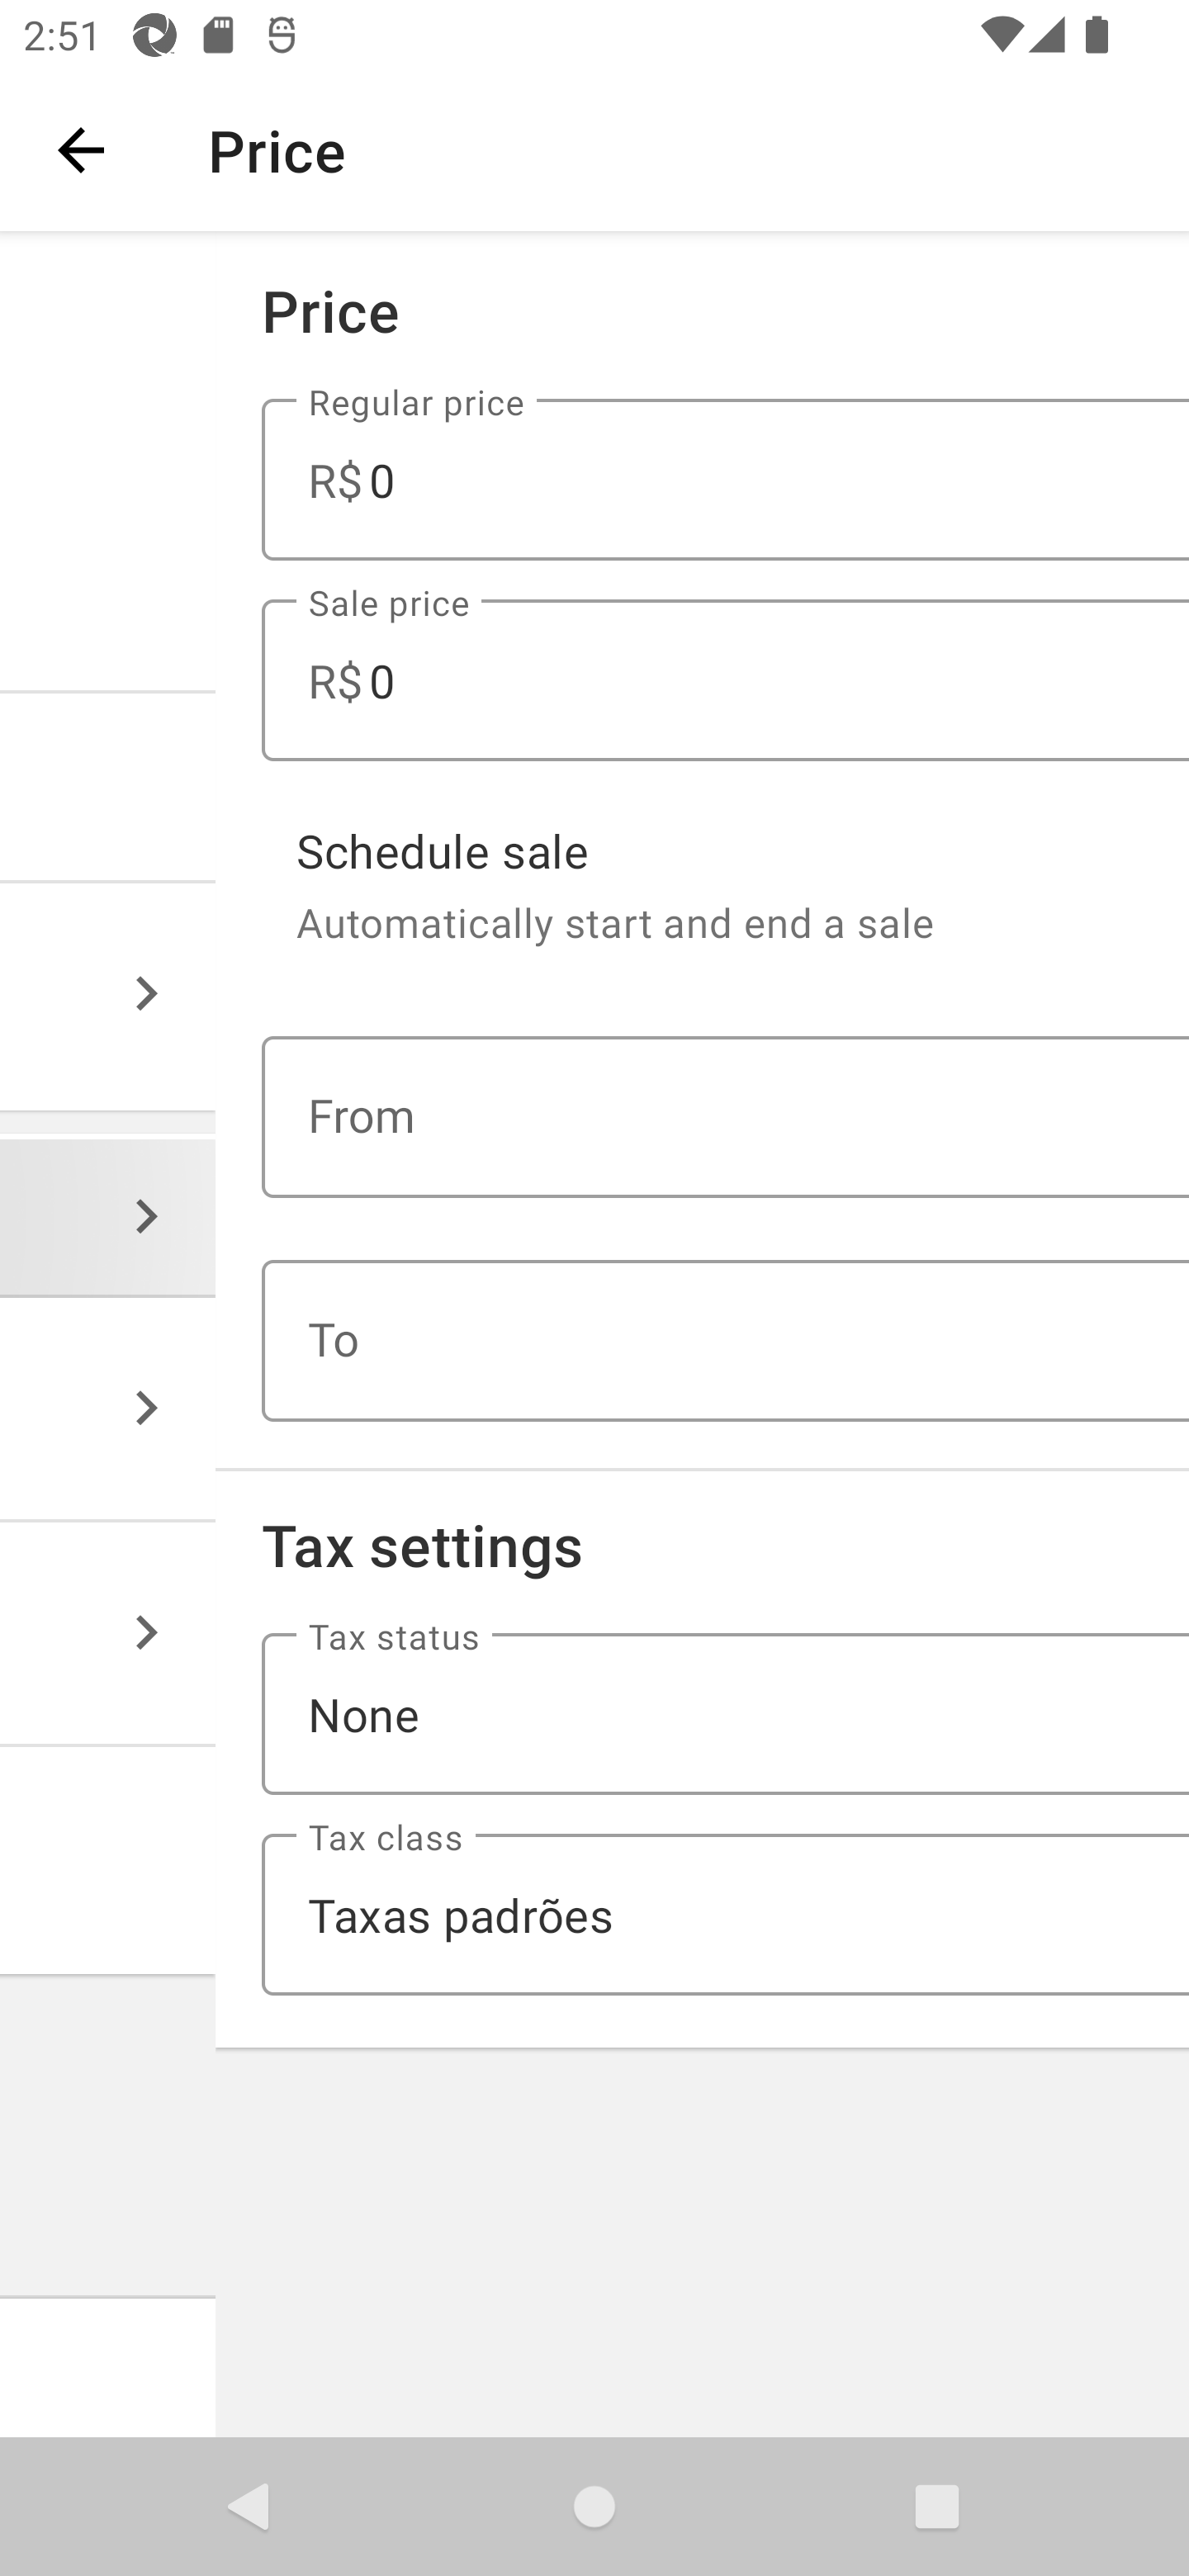 2:51
Price
Price
Regular price
R$ 0
Sale price
R$ 0
Schedule sale
Automatically start and end a sale
From
To
Tax settings
Tax status
None
Tax class
Taxas padrões